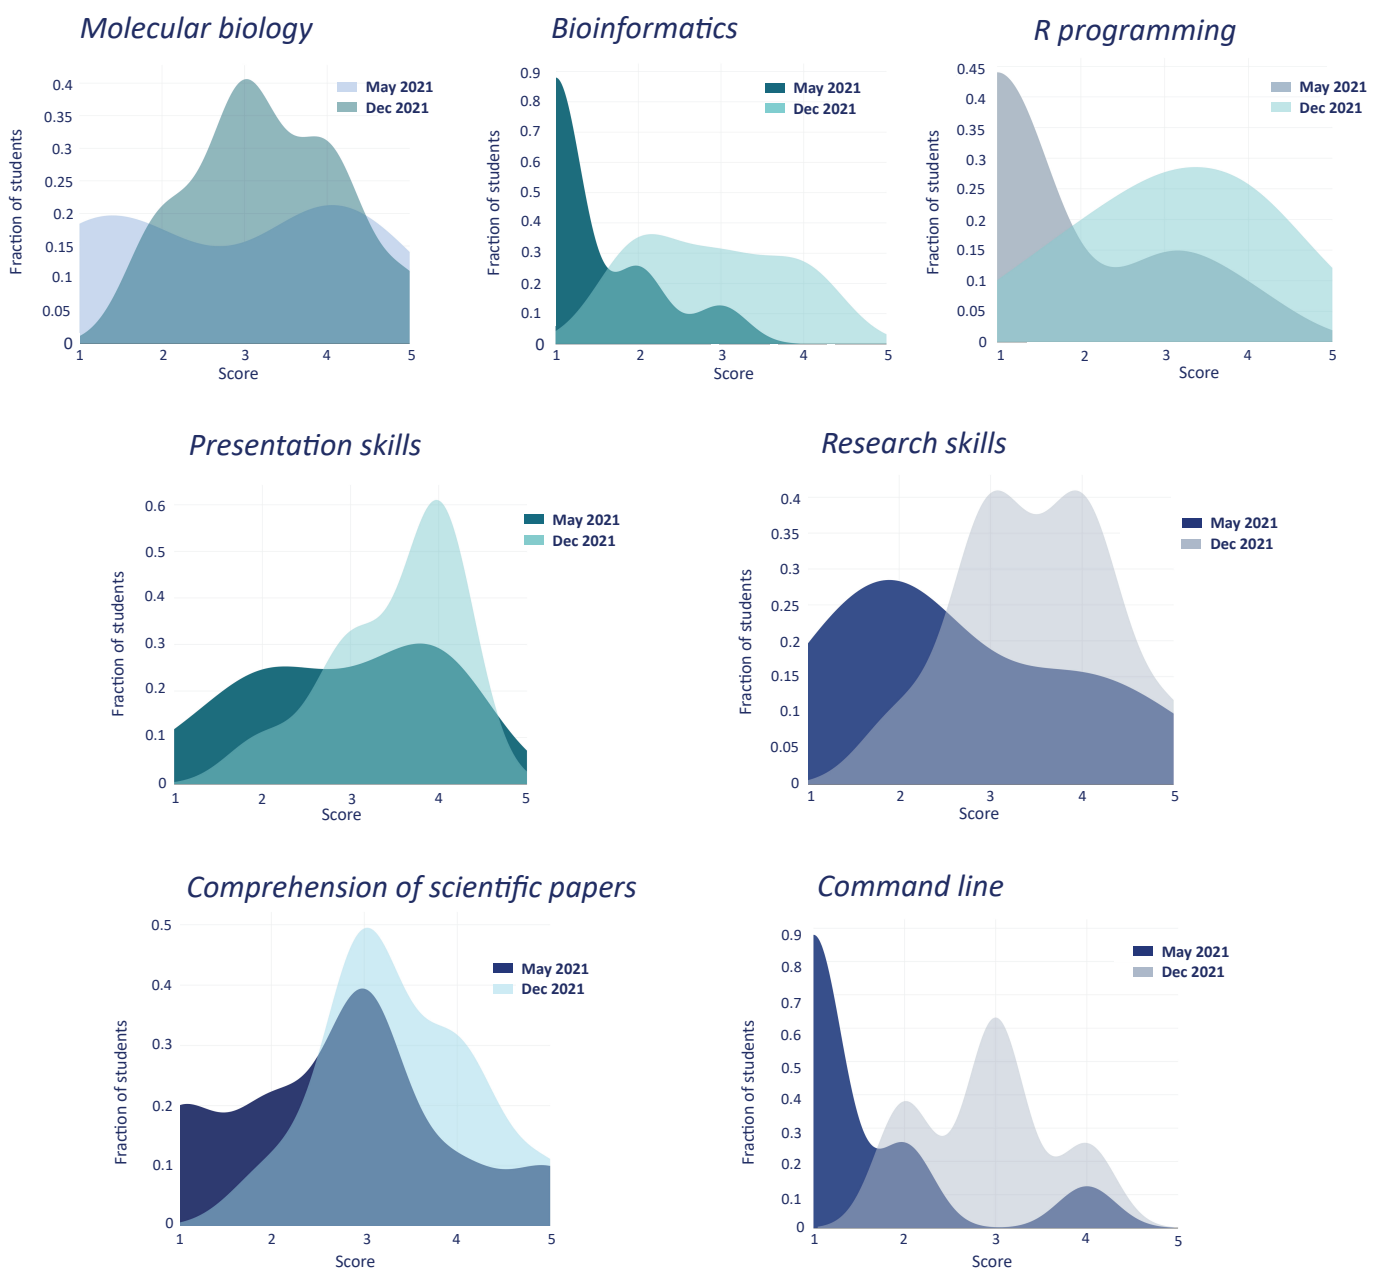 Molecular biology
Fraction of students
0.4
0.35
0.3
0.25
0.2
0.15
0.1
0.05
0
1 2 3 4 5
Score
May 2021
Dec 2021
Bioinformatics
Fraction of students
0.9
0.8
0.7
0.6
0.5
0.4
0.3
0.2
0.1
0
1 2 3 4 5
Score
May 2021
Dec 2021
R programming
Fraction of students
0.45
0.4
0.35
0.3
0.25
0.2
0.15
0.1
0.05
0
1 2 3 4 5
Score
May 2021
Dec 2021
Presentation skills
Fraction of students
0.6
0.5
0.4
0.3
0.2
0.1
0
1 2 3 4 5
Score
May 2021
Dec 2021
Research skills
Fraction of students
0.4
0.35
0.3
0.25
0.2
0.15
0.1
0.05
0
1 2 3 4 5
Score
May 2021
Dec 2021
Comprehension of scientific papers
Fraction of students
0.5
0.4
0.3
0.2
0.1
0
1 2 3 4 5
Score
May 2021
Dec 2021
Command line
Fraction of students
0.9
0.8
0.7
0.6
0.5
0.4
0.3
0.2
0.1
0
1 2 3 4 5
Score
May 2021
Dec 2021